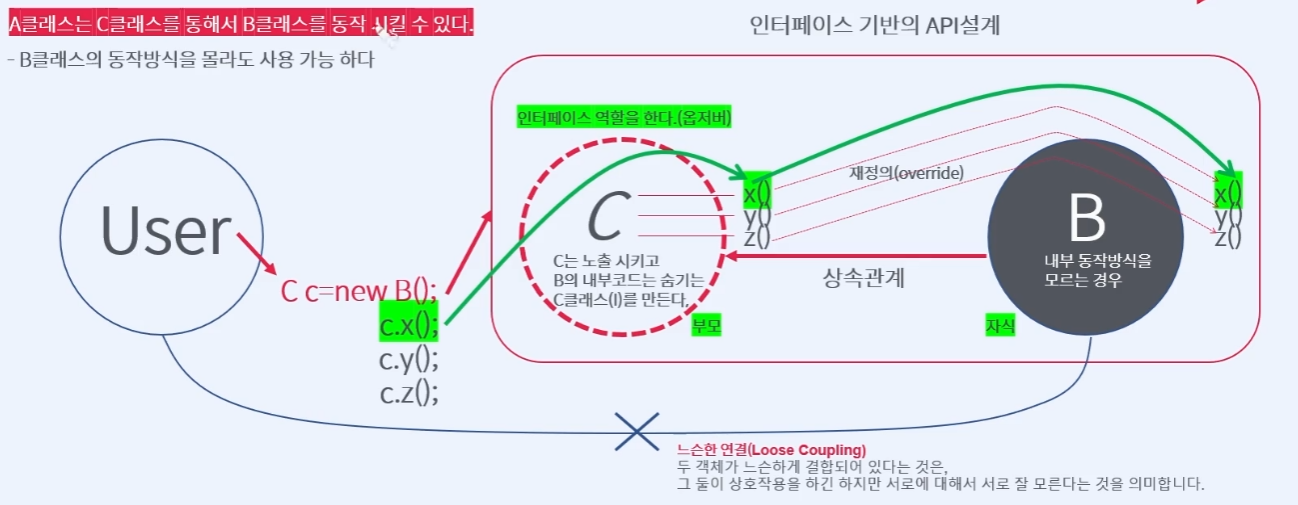 A클래스는 C클래스를 통해서 B클래스를 동작 시킬 수 있다.
- B클래스의 동작방식을 몰라도 사용 가능 하다
인터페이스 기반의 API설계
인터페이스 역할을 한다.(옵저버)
User
C c=new B();
c.x();
c.y();
c.z();
C
C는 노출 시키고
B의 내부코드는 숨기는
C클래스(I)를 만든다,
부모
x()
y()
z()
재정의(override)
상속관계
B
내부 동작방식을
모르는 경우
자식
x()
y()
z()
느슨한 연결(Loose Coupling)
두 객체가 느슨하게 결합되어 있다는 것은,
그 둘이 상호작용을 하긴 하지만 서로에 대해서 서로 잘 모른다는 것을 의미합니다.